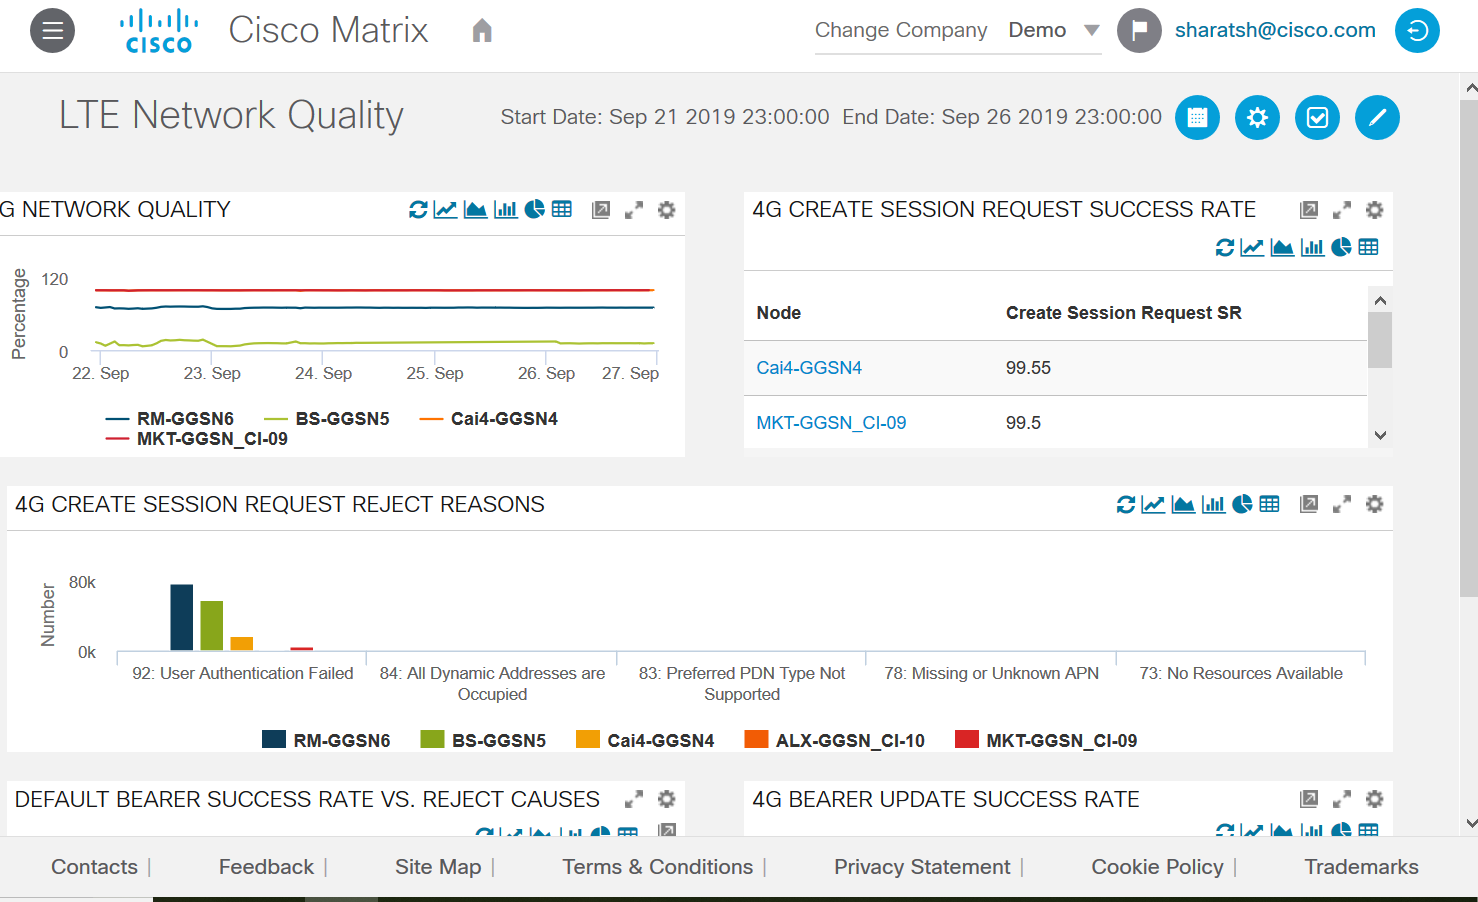 CISCO
Cisco Matrix
Change Company Demo
sharatsh@cisco.com
LTE Network Quality
Start Date: Sep 21 2019 23:00:00 End Date: Sep 26 2019 23:00:00
G NETWORK QUALITY
Percentage
120
0
22. Sep 23. Sep 24. Sep 25. Sep 26. Sep 27. Sep
RM-GGSN6 BS-GGSN5 Cai4-GGSN4
MKT-GGSN_CI-09
4G CREATE SESSION REQUEST SUCCESS RATE
Node Create Session Request SR
Cai4-GGSN4 99.55
MKT-GGSN_CI-09 99.5
4G CREATE SESSION REQUEST REJECT REASONS
Number
80k
0k
92: User Authentication Failed
84: All Dynamic Addresses are
Occupied
83: Preferred PDN Type Not
Supported
78: Missing or Unknown APN
73: No Resources Available
RM-GGSN6 BS-GGSN5 Cai4-GGSN4 ALX-GGSN_CI-10 MKT-GGSN_CI-09
DEFAULT BEARER SUCCESS RATE VS. REJECT CAUSES
4G BEARER UPDATE SUCCESS RATE
Contacts | Feedback | Site Map | Terms & Conditions | Privacy Statement | Cookie Policy | Trademarks